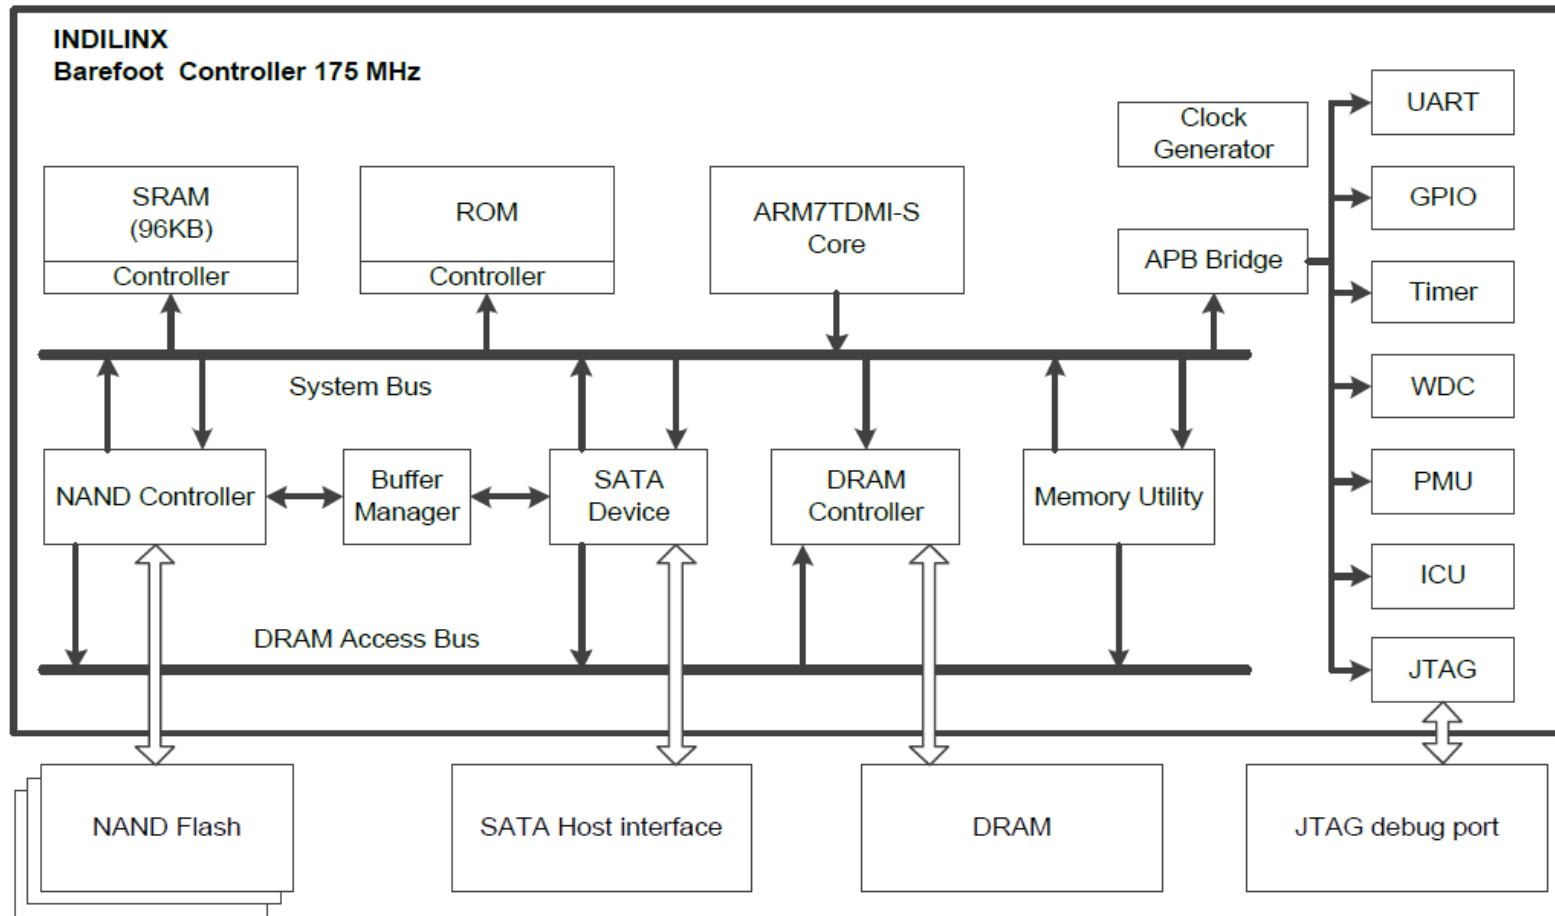 INDILINX
Barefoot Controller 175 MHz
UART
Clock
Generator
SRAM
(96KB)
Controller
ROM
Controller
ARM7TDMI-S
Core
GPIO
APB Bridge
Timer
System Bus
WDC
NAND Controller
Buffer
Manager
SATA
Device
DRAM
Controller
Memory Utility
PMU
ICU
DRAM Access Bus
JTAG
NAND Flash
SATA Host interface
DRAM
JTAG debug port